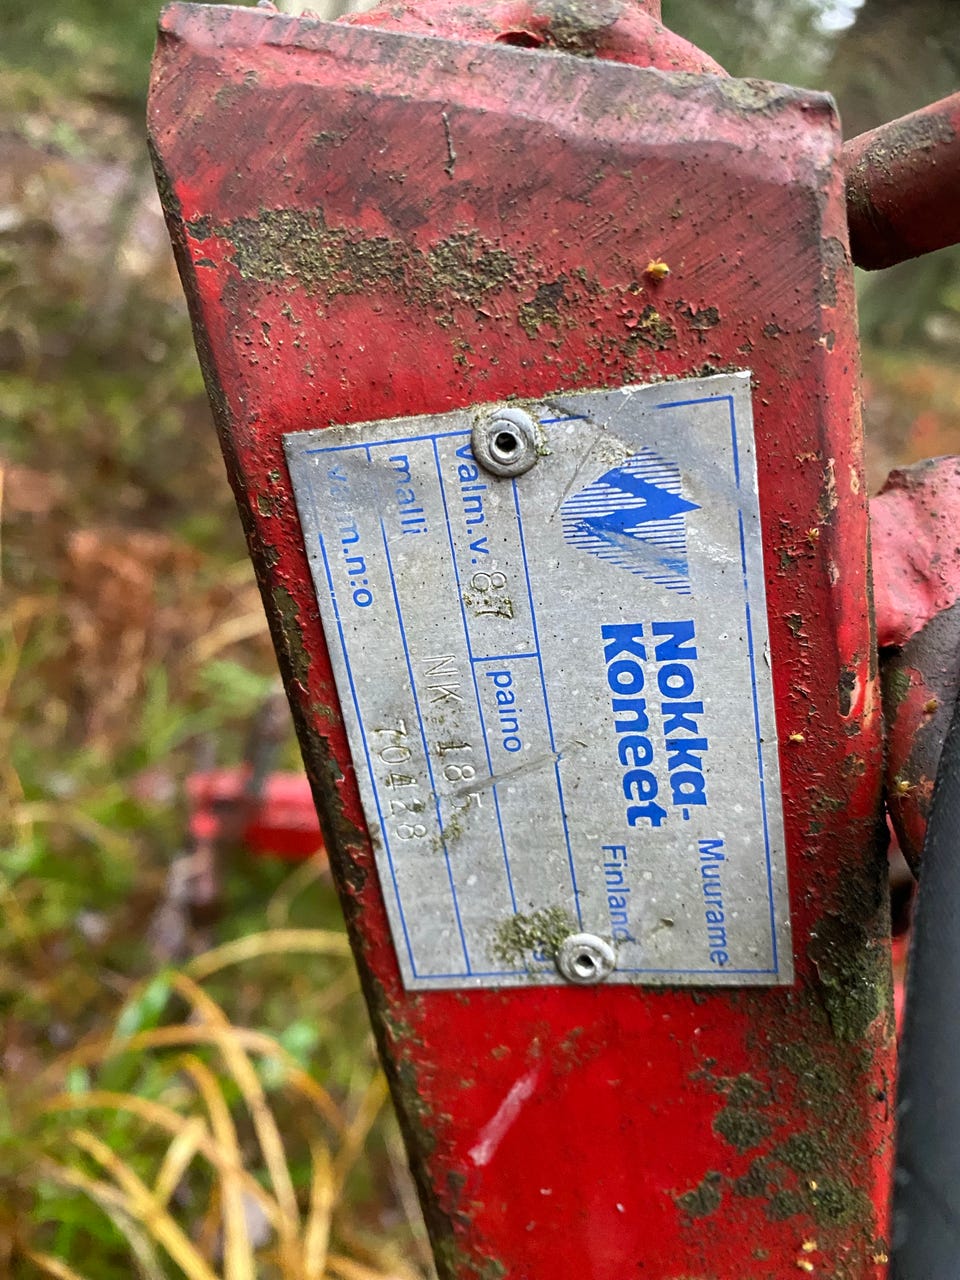 Nokka-
Koneet
Muurame
Finland
valm.v. 87
paino
malli NK 185
valm.n:o 70428